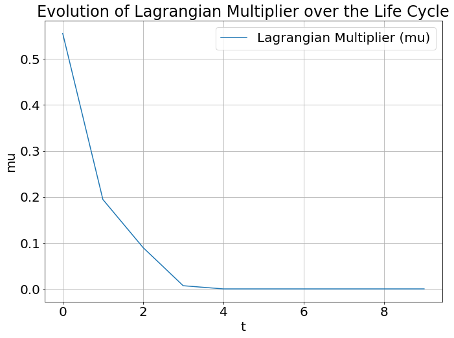 Evolution of Lagrangian Multiplier over the Life Cycle
Lagrangian Multiplier (mu)
0.5
0.4
0.3
0.2
0.1
0.0
mu
0 2 4 6 8
t